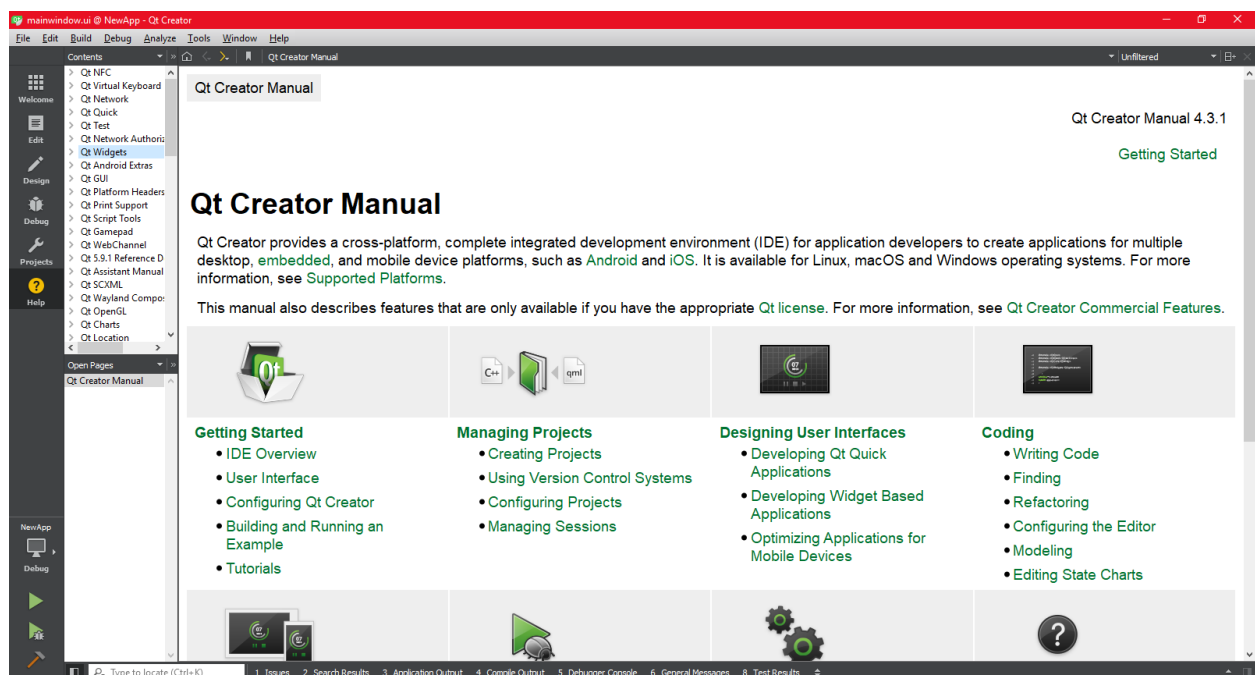 mainwindow.ui @ NewApp - Qt Creator
File Edit Build Debug Analyze Tools Window Help
Contents
Qt Creator Manual
Unfiltered
Welcome
Edit
Design
Debug
Projects
Help
Qt NFC
Qt Virtual Keyboard
Qt Network
Qt Quick
Qt Test
Qt Network Authoriz
Qt Widgets
Qt Android Extras
Qt GUI
Qt Platform Headers
Qt Print Support
Qt Script Tools
Qt Gamepad
Qt WebChannel
Qt 5.9.1 Reference D
Qt Assistant Manual
Qt SCXML
Qt Wayland Compo
Qt OpenGL
Qt Charts
Qt Location
Open Pages
Qt Creator Manual
NewApp
Debug
Qt Creator Manual
Qt Creator Manual 4.3.1
Getting Started
Qt Creator Manual
Qt Creator provides a cross-platform, complete integrated development environment (IDE) for application developers to create applications for multiple
desktop, embedded, and mobile device platforms, such as Android and iOS. It is available for Linux, macOS and Windows operating systems. For more
information, see Supported Platforms.
This manual also describes features that are only available if you have the appropriate Qt license. For more information, see Qt Creator Commercial Features.
Qt
C++
qml
Getting Started
• IDE Overview
• User Interface
• Configuring Qt Creator
• Building and Running an
Example
• Tutorials
Managing Projects
• Creating Projects
• Using Version Control Systems
• Configuring Projects
• Managing Sessions
Designing User Interfaces
• Developing Qt Quick
Applications
• Developing Widget Based
Applications
• Optimizing Applications for
Mobile Devices
Coding
• Writing Code
• Finding
• Refactoring
• Configuring the Editor
• Modeling
• Editing State Charts
Type to locate (Ctrl+K)
1 Issues 2 Search Results 3 Application Output 4 Compile Output 5 Debugger Console 6 General Messages 8 Test Results